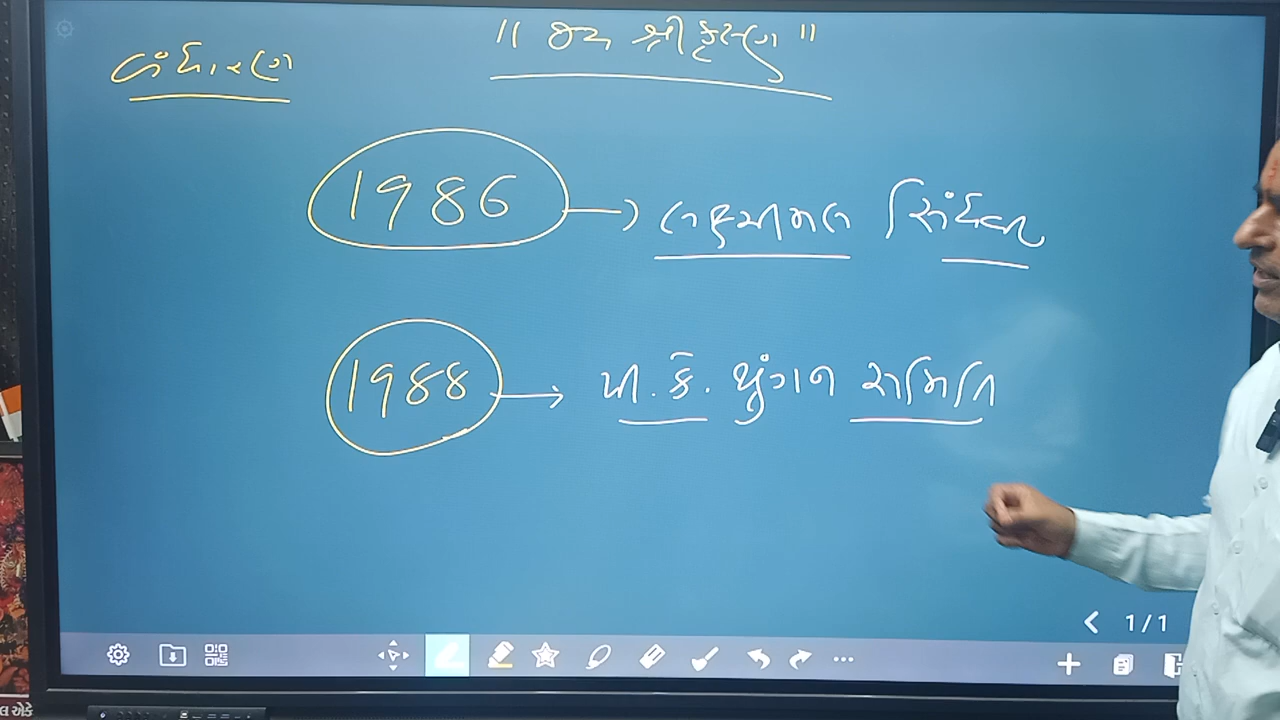 " જય શ્રી કૃષ્ણ "
બંધારણ
1986 → લક્ષ્મીમલ સિંઘવી
1988 → પી. કે. થુંગન સમિતિ
1/1